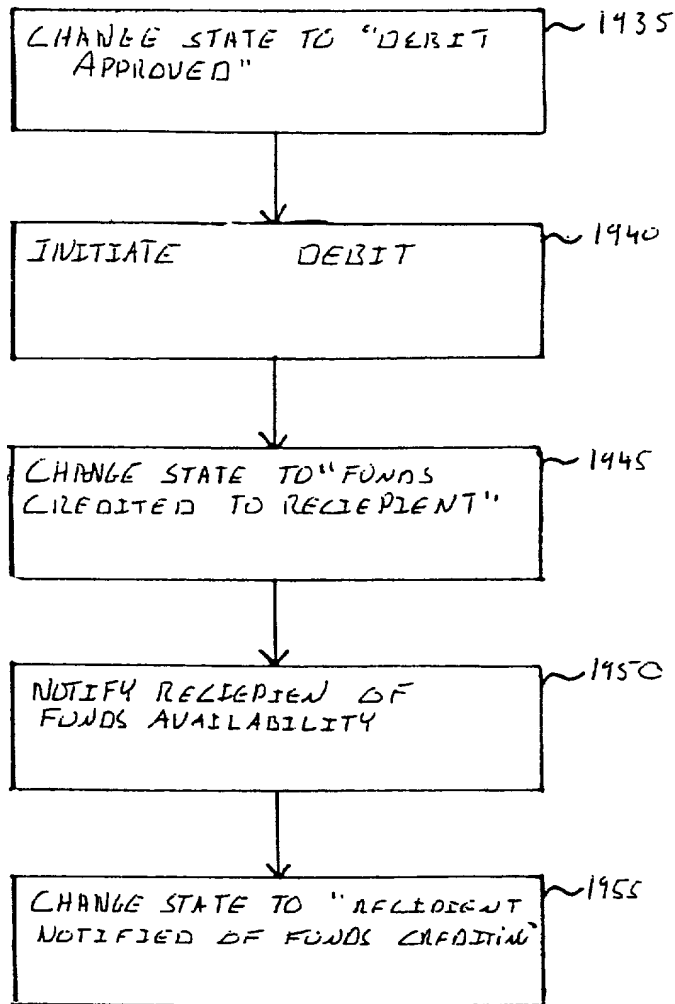 CHANGE STATE TO "DEBIT
APPROVED"
1935
INITIATE DEBIT
1940
CHANGE STATE TO "FUNDS
CREDITED TO RECIEPIENT"
1945
NOTIFY RECIEPIEN OF
FUNDS AVAILABILITY
1950
CHANGE STATE TO "RECIPIENT
NOTIFIED OF FUNDS CREDITIN"
1955